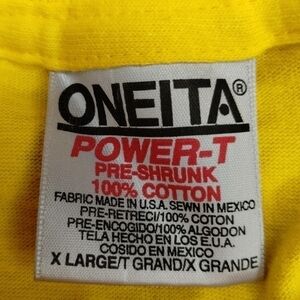 ONEITA®
POWER-T
PRE-SHRUNK
100% COTTON
FABRIC MADE IN U.S.A. SEWN IN MEXICO
PRE-RETRECI/100% COTON
PRE-ENCOGIDO/100% ALGODON
TELA HECHO EN LOS E.U.A.
COSIDO EN MEXICO
X LARGE/T GRAND/X GRANDE